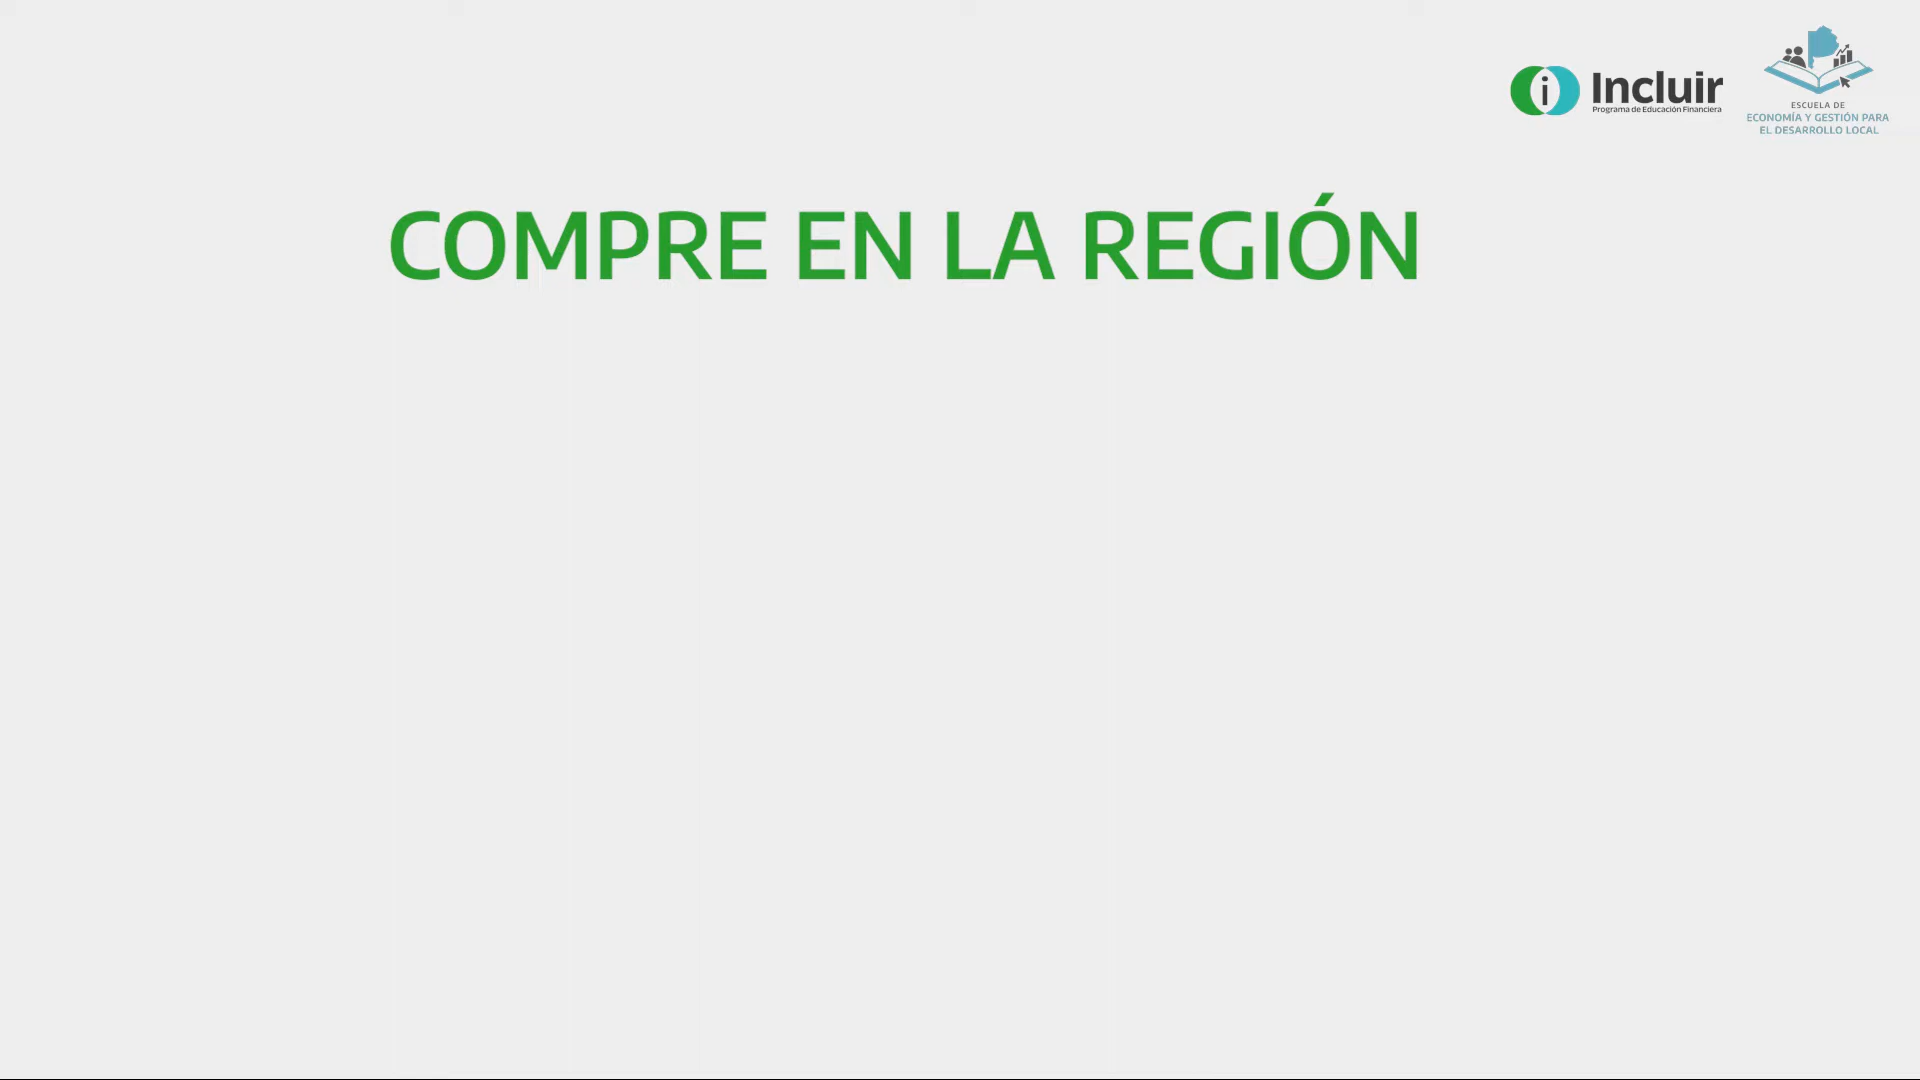 i Incluir
Programa de Educación Financiera
ESCUELA DE
ECONOMÍA Y GESTIÓN PARA
EL DESARROLLO LOCAL
COMPRE EN LA REGIÓN